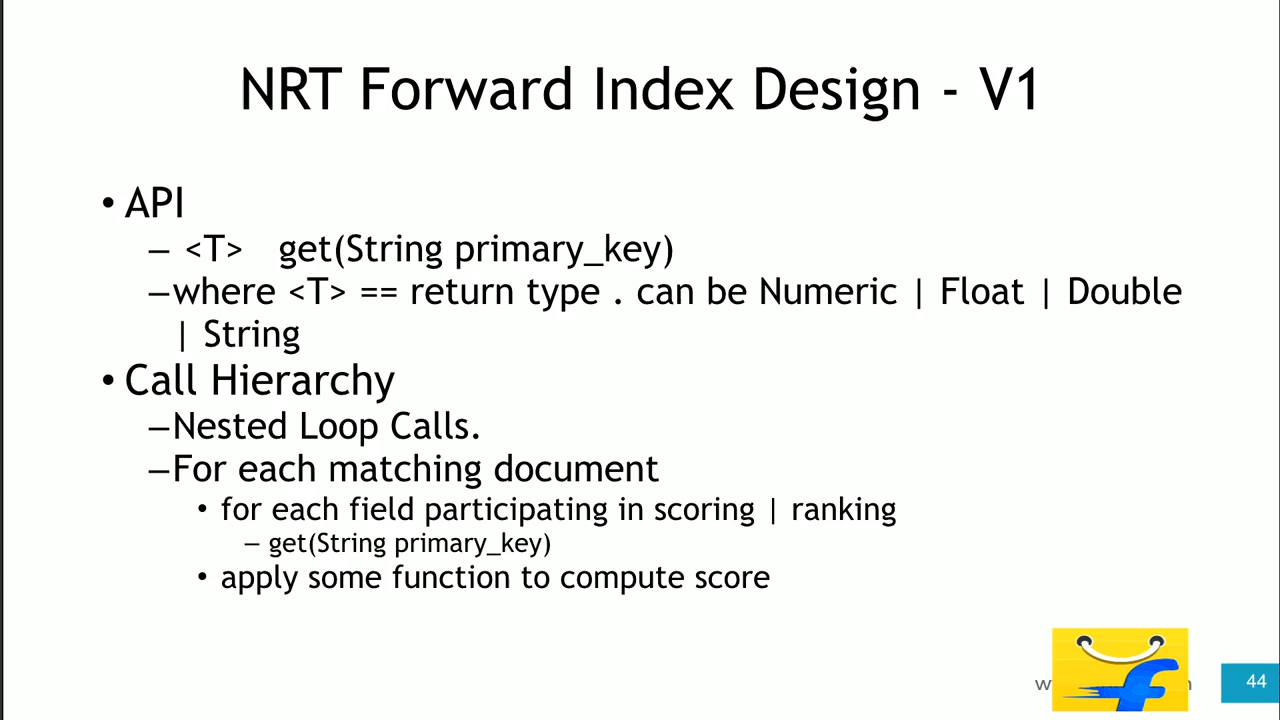 NRT Forward Index Design - V1
• API
– <T> get(String primary_key)
–where <T> == return type . can be Numeric | Float | Double
| String
• Call Hierarchy
–Nested Loop Calls.
–For each matching document
• for each field participating in scoring | ranking
– get(String primary_key)
• apply some function to compute score
44